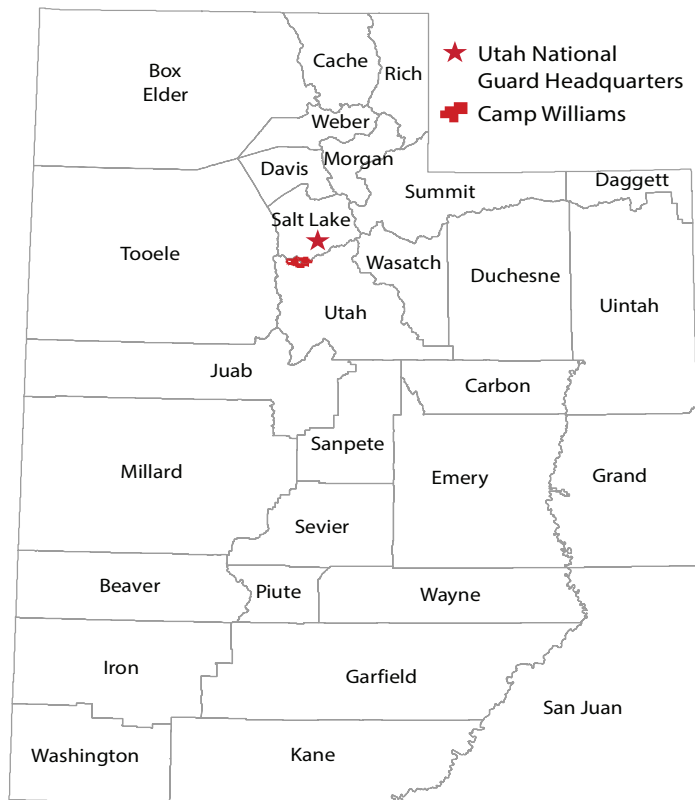 Utah National
Guard Headquarters
Camp Williams
Box
Elder
Cache
Rich
Weber
Morgan
Davis
Summit
Daggett
Salt Lake
Tooele
Wasatch
Duchesne
Uintah
Utah
Juab
Carbon
Sanpete
Millard
Emery
Grand
Sevier
Beaver
Piute
Wayne
Iron
Garfield
San Juan
Washington
Kane